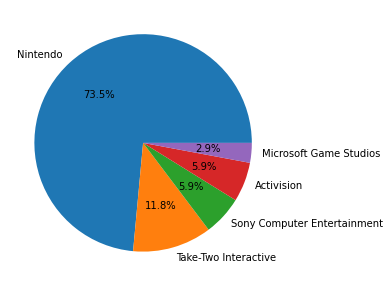 Nintendo
73.5%
2.9%
Microsoft Game Studios
5.9%
Activision
5.9%
Sony Computer Entertainment
11.8%
Take-Two Interactive